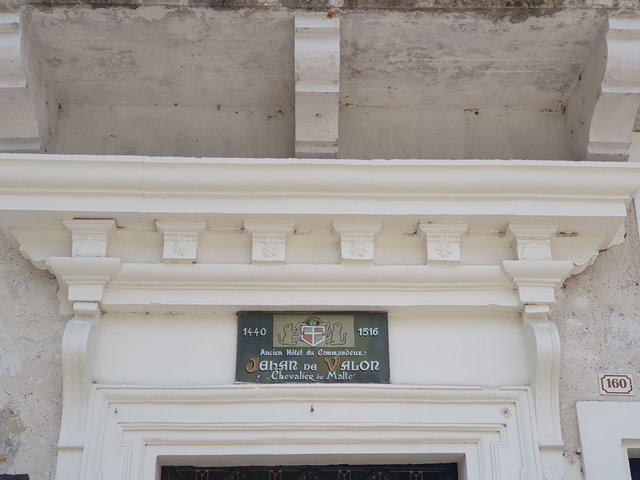 1440 1516
Ancien Hôtel du Commandeur
Jehan de Valon
Chevalier de Malte
160